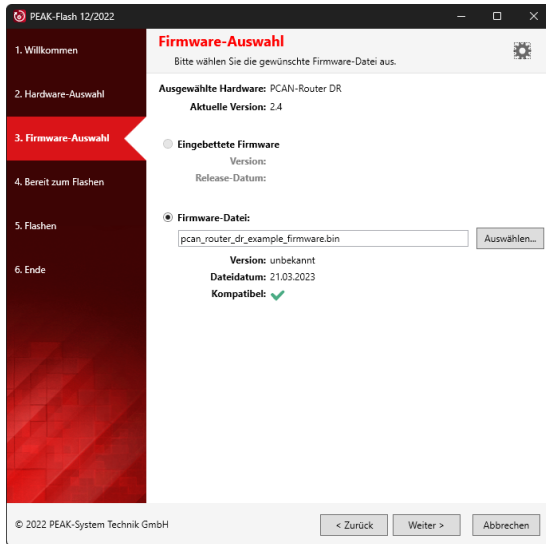 PEAK-Flash 12/2022
1. Willkommen
2. Hardware-Auswahl
3. Firmware-Auswahl
4. Bereit zum Flashen
5. Flashen
6. Ende
Firmware-Auswahl
Bitte wählen Sie die gewünschte Firmware-Datei aus.
Ausgewählte Hardware: PCAN-Router DR
Aktuelle Version: 2.4
Eingebettete Firmware
Version:
Release-Datum:
Firmware-Datei:
pcan_router_dr_example_firmware.bin Auswählen...
Version: unbekannt
Dateidatum: 21.03.2023
Kompatibel:
© 2022 PEAK-System Technik GmbH < Zurück Weiter > Abbrechen